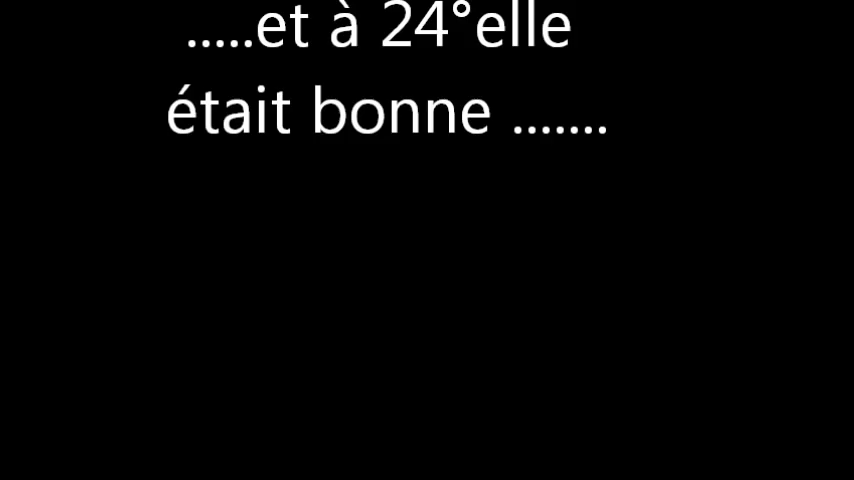 .....et à 24°elle
était bonne .......